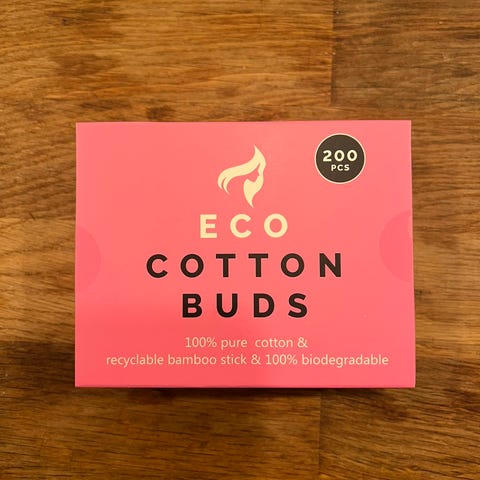 200
PCS
ECO
COTTON
BUDS
100% pure cotton &
recyclable bamboo stick & 100% biodegradable